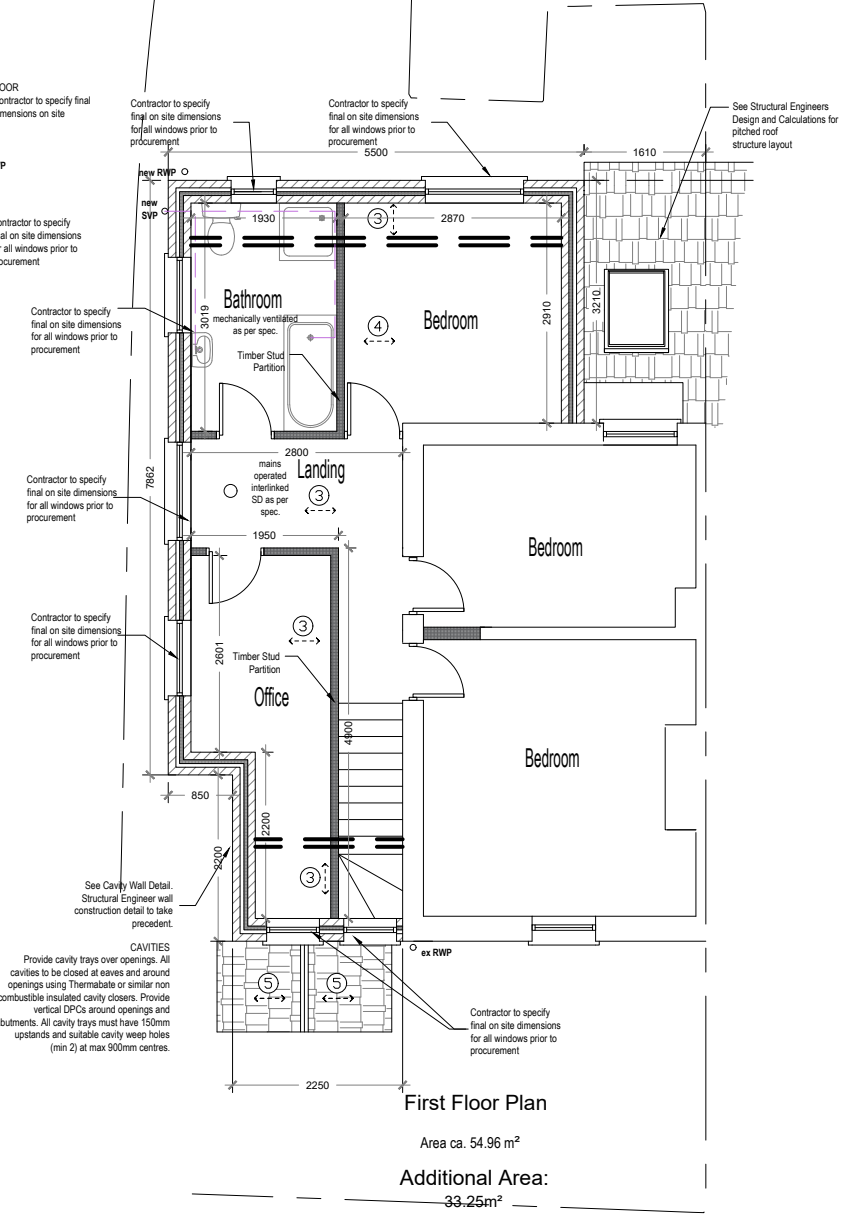 OOR
ontractor to specify final
mensions on site
Contractor to specify
final on site dimensions
for all windows prior to
procurement
Contractor to specify
final on site dimensions
for all windows prior to
procurement
See Structural Engineers
Design and Calculations for
pitched roof
structure layout
5500
1610
new RWP
new
SVP
ontractor to specify
al on site dimensions
r all windows prior to
ocurement
1930
3
2870
3019
Bathroom
mechanically ventilated
as per spec.
Timber Stud
Partition
4
Bedroom
2910
3210
Contractor to specify
final on site dimensions
for all windows prior to
procurement
2800
mains
operated
interlinked
SD as per
spec.
Landing
3
7862
Contractor to specify
final on site dimensions
for all windows prior to
procurement
1950
Bedroom
Contractor to specify
final on site dimensions
for all windows prior to
procurement
3
2601
Timber Stud
Partition
Office
4900
Bedroom
850
2200
2200
3
See Cavity Wall Detail.
Structural Engineer wall
construction detail to take
precedent.
ex RWP
CAVITIES
Provide cavity trays over openings. All
cavities to be closed at eaves and around
openings using Thermabate or similar non
combustible insulated cavity closers. Provide
vertical DPCs around openings and
butments. All cavity trays must have 150mm
upstands and suitable cavity weep holes
(min 2) at max 900mm centres.
5
5
Contractor to specify
final on site dimensions
for all windows prior to
procurement
2250
First Floor Plan
Area ca. 54.96 m²
Additional Area:
33.25m²